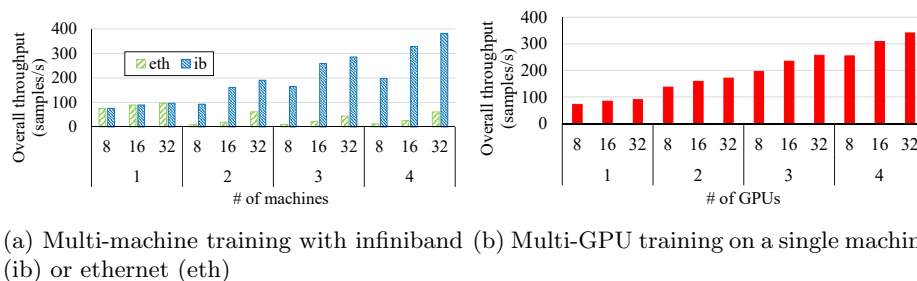 Overall throughput
(samples/s)
400
300
200
100
0
eth
ib
8 16 32 8 16 32 8 16 32 8 16 32
1 2 3 4
# of machines
Overall throughput
(samples/s)
400
300
200
100
0
8 16 32 8 16 32 8 16 32 8 16 32
1 2 3 4
# of GPUs
(a) Multi-machine training with infiniband
(ib) or ethernet (eth)
(b) Multi-GPU training on a single machin